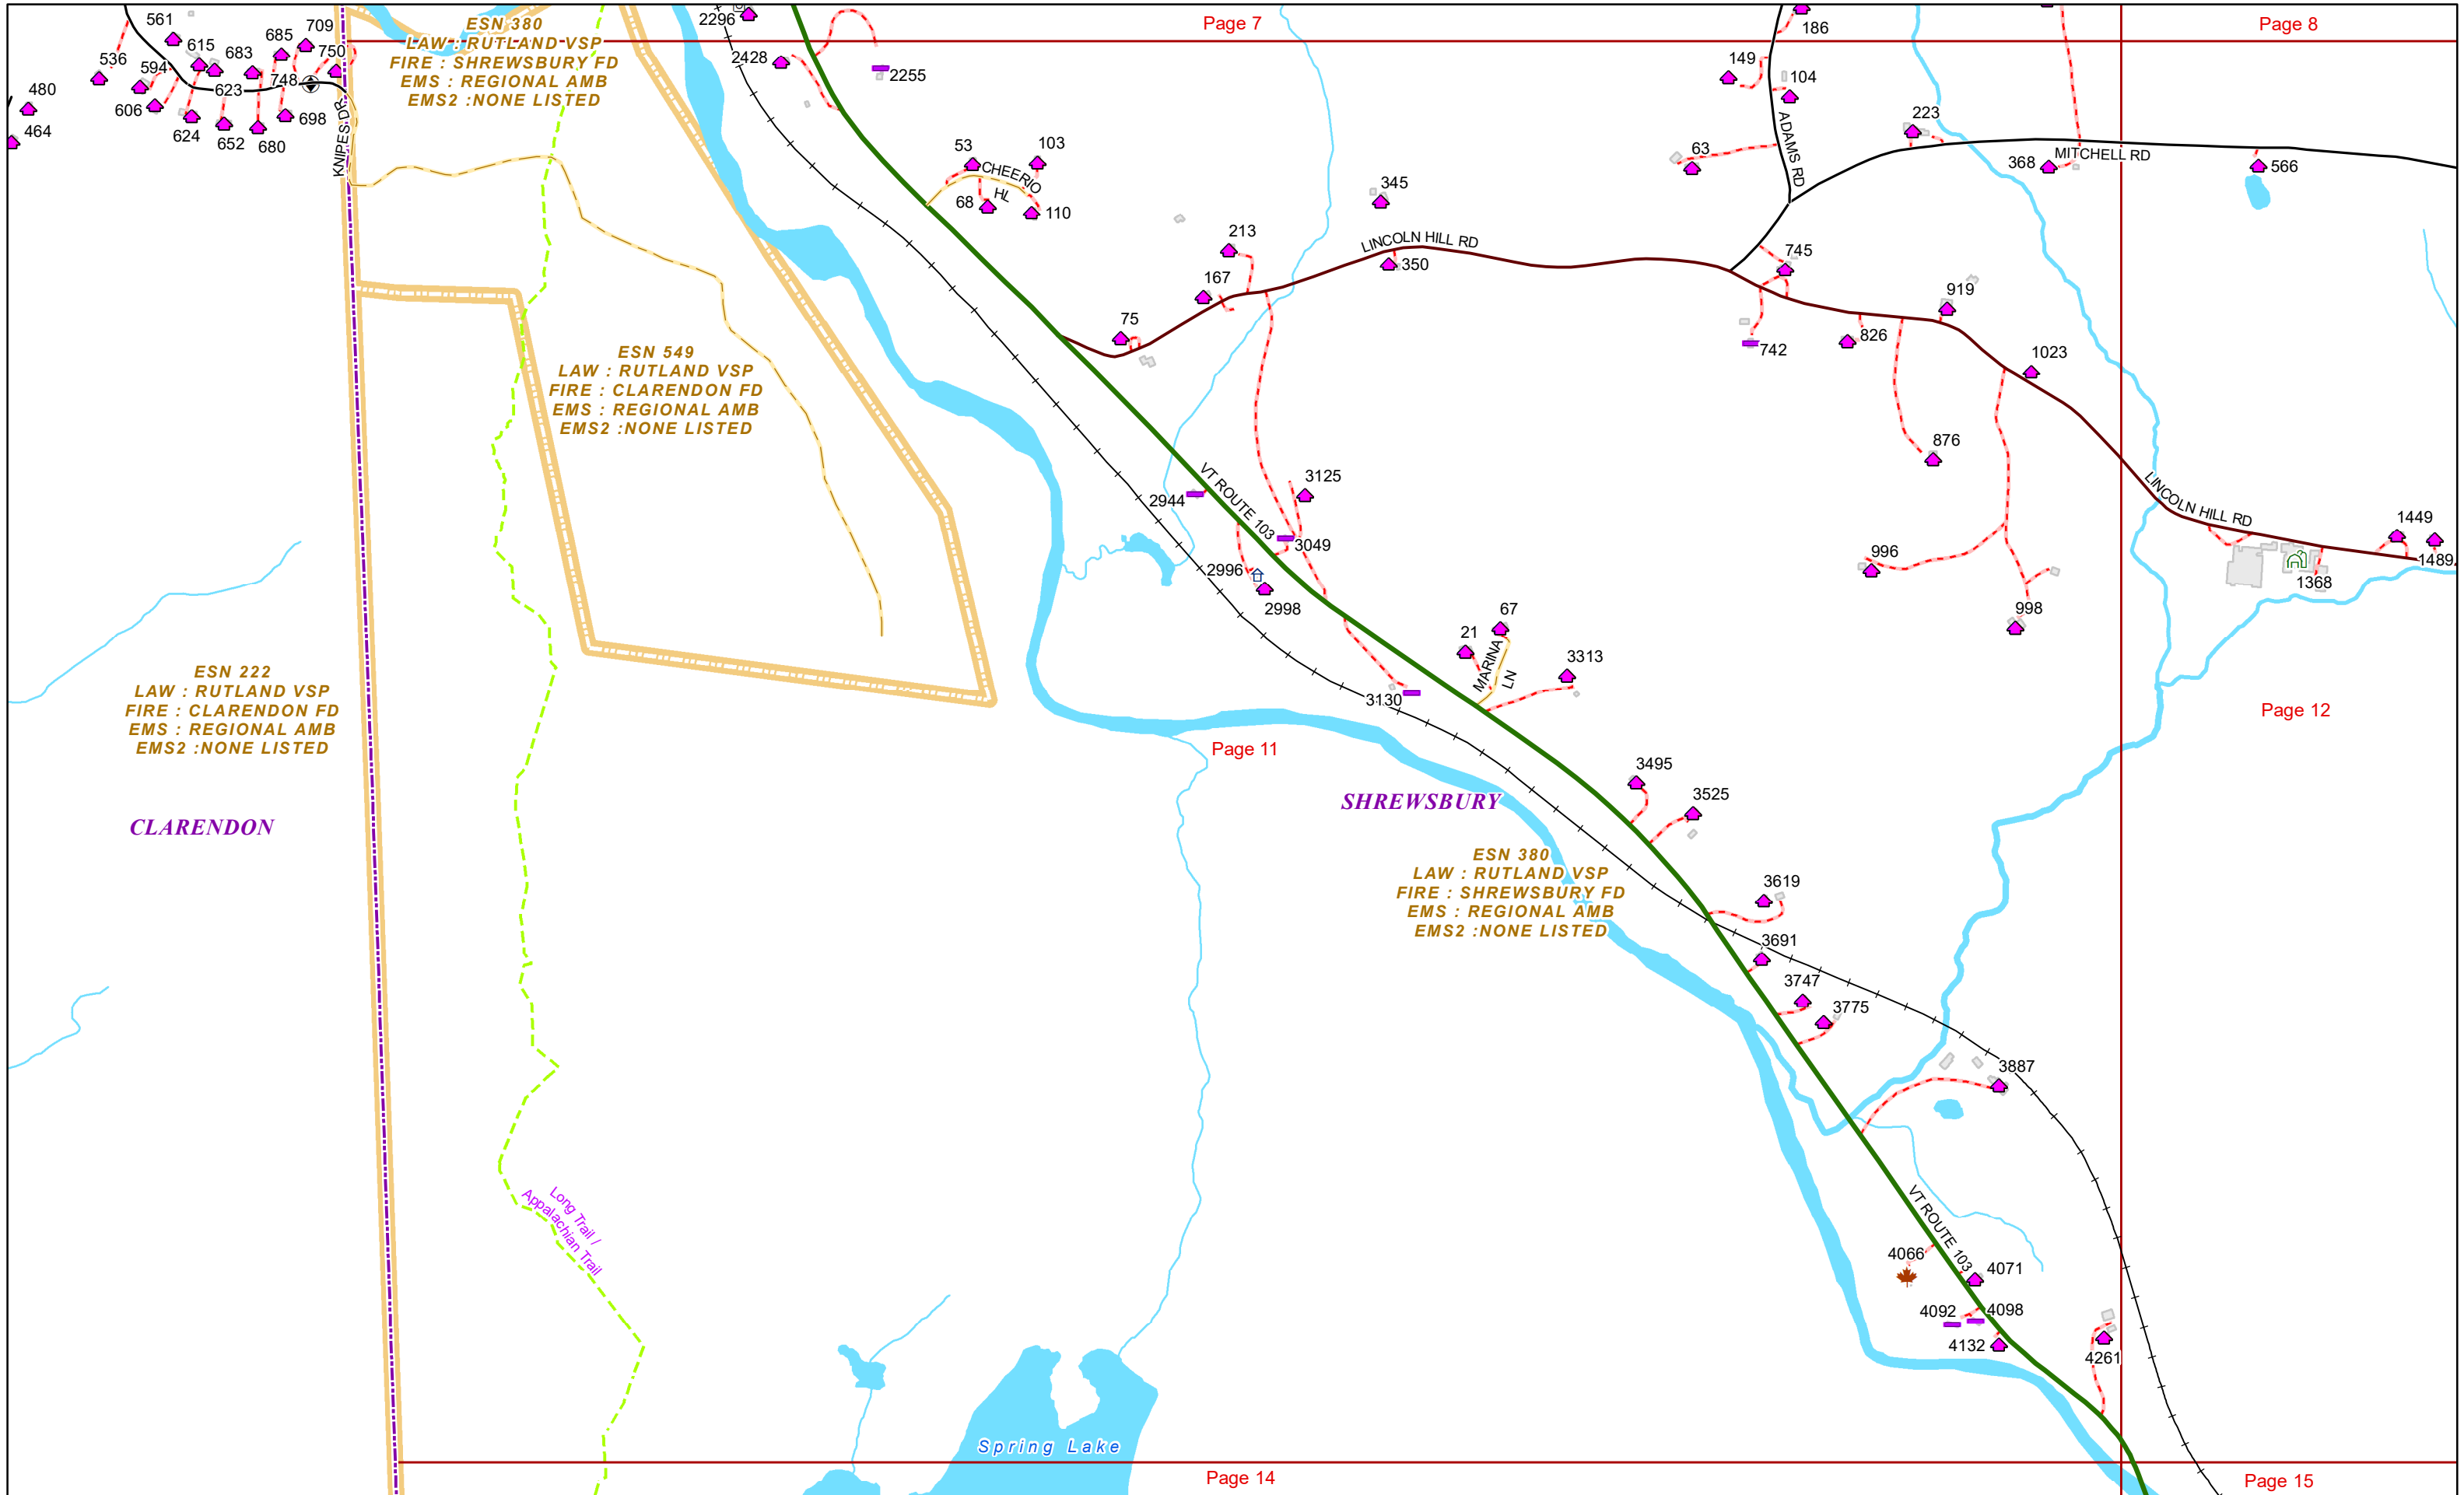 561
709
ESN 380
LAW : RUTLAND VSP
FIRE : SHREWSBURY FD
EMS : REGIONAL AMB
EMS2 :NONE LISTED
2296
Page 7
186
Page 8
615
683
685
750
536
594
748
2428
2255
149
104
480
606
623
698
464
624
652
680
KNIPES DR
223
ADAMS RD
53
103
CHEERIO
HL
68
110
63
MITCHELL RD
368
566
345
213
LINCOLN HILL RD
350
745
167
919
75
742
826
1023
ESN 549
LAW : RUTLAND VSP
FIRE : CLARENDON FD
EMS : REGIONAL AMB
EMS2 :NONE LISTED
876
VT ROUTE 103
3125
2944
3049
LINCOLN HILL RD
1449
1489
1368
2996
2998
996
998
67
21
MARINA
LN
3313
3130
ESN 222
LAW : RUTLAND VSP
FIRE : CLARENDON FD
EMS : REGIONAL AMB
EMS2 :NONE LISTED
Page 12
Page 11
3495
SHREWSBURY
3525
CLARENDON
ESN 380
LAW : RUTLAND VSP
FIRE : SHREWSBURY FD
EMS : REGIONAL AMB
EMS2 :NONE LISTED
3619
3691
3747
3775
3887
Long Trail /
Appalachian Trail
VT ROUTE 103
4066
4071
4092
4098
4132
4261
Spring Lake
Page 14
Page 15